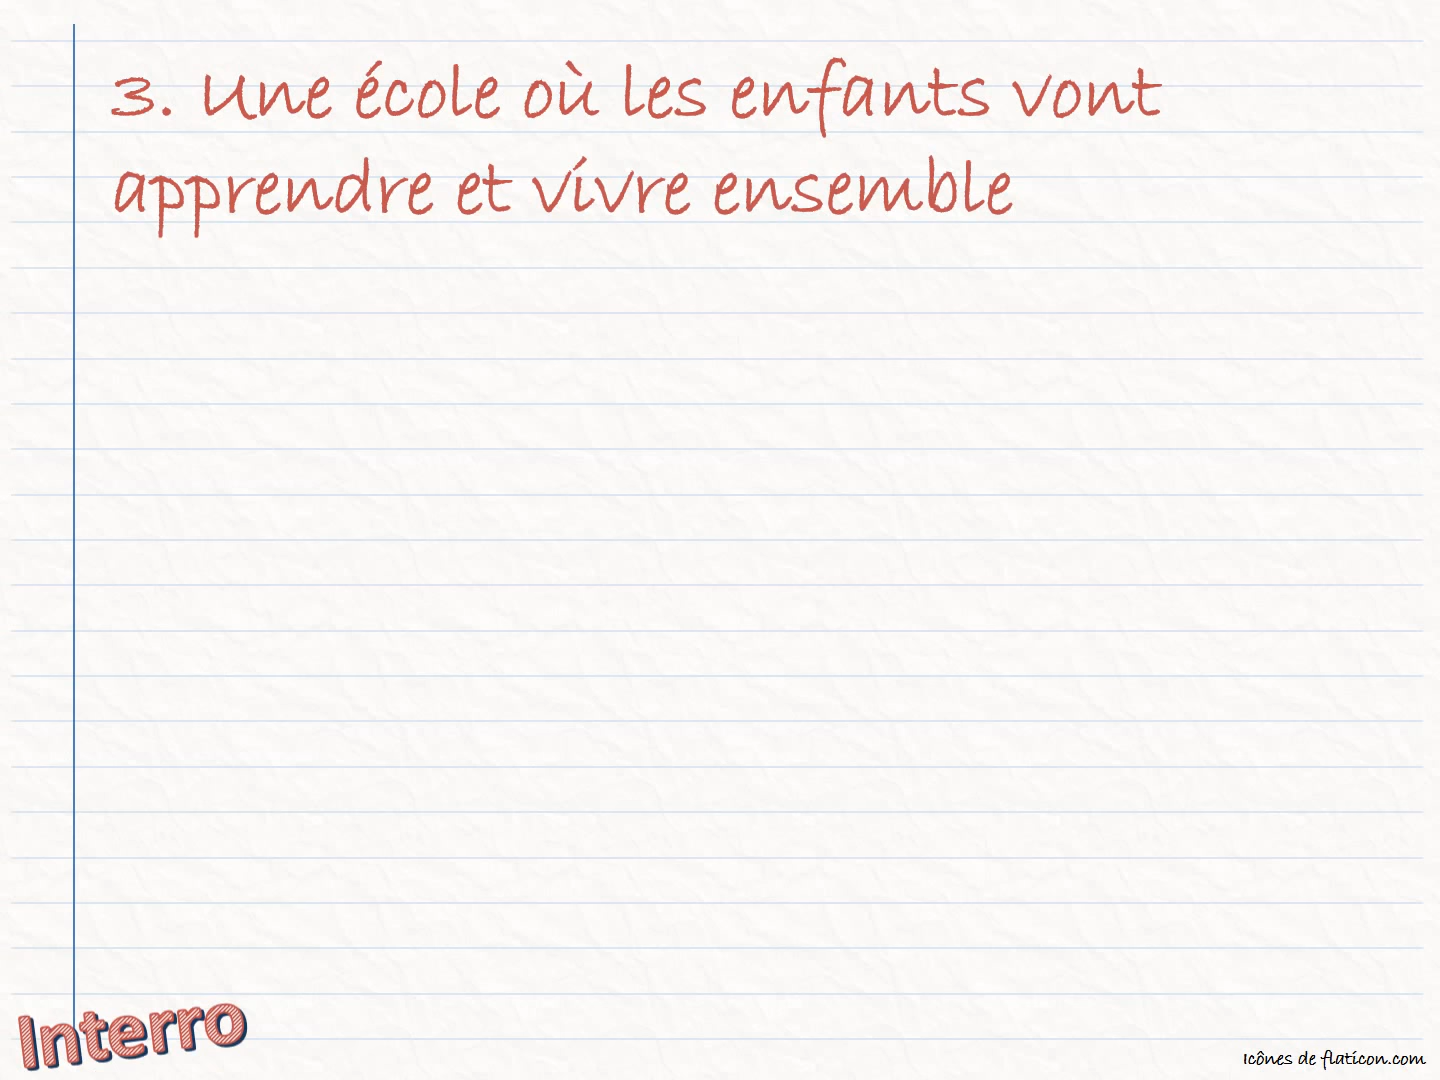 3. Une école où les enfants vont
apprendre et vivre ensemble
Interro
Icônes de flaticon.com